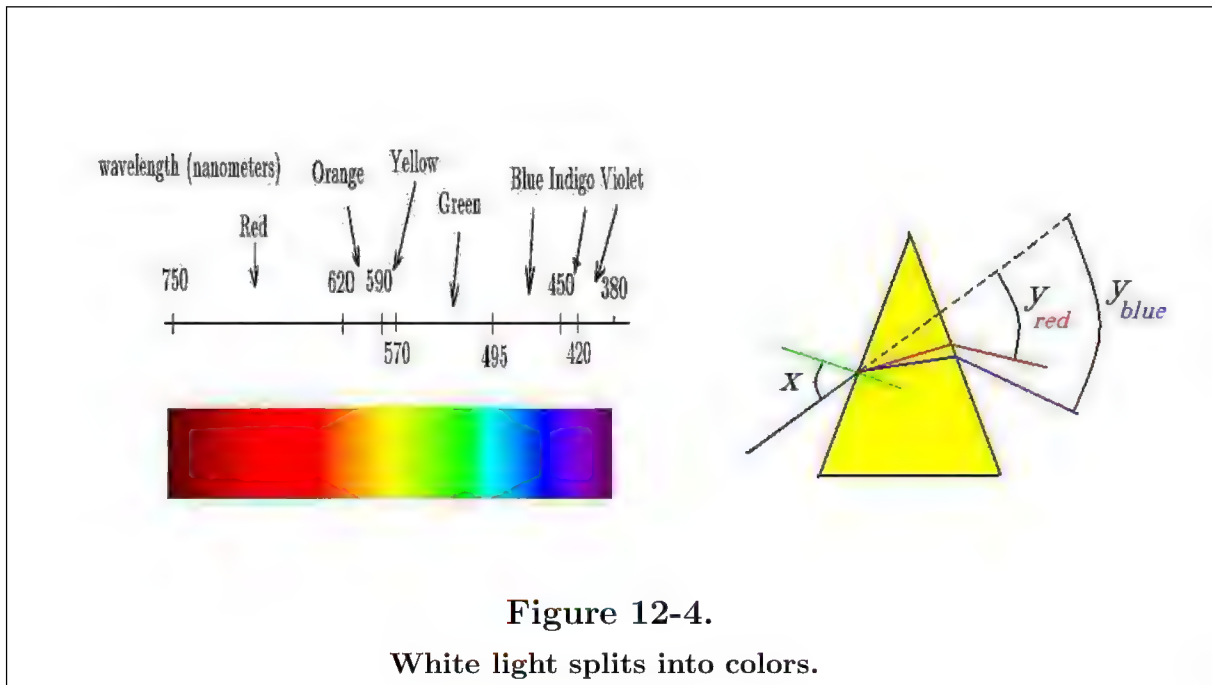 wavelength (nanometers)
Orange
Yellow
Blue Indigo Violet
Green
Red
750
620 590
450
380
570
495
420
x
y red
y blue
Figure 12-4.
White light splits into colors.